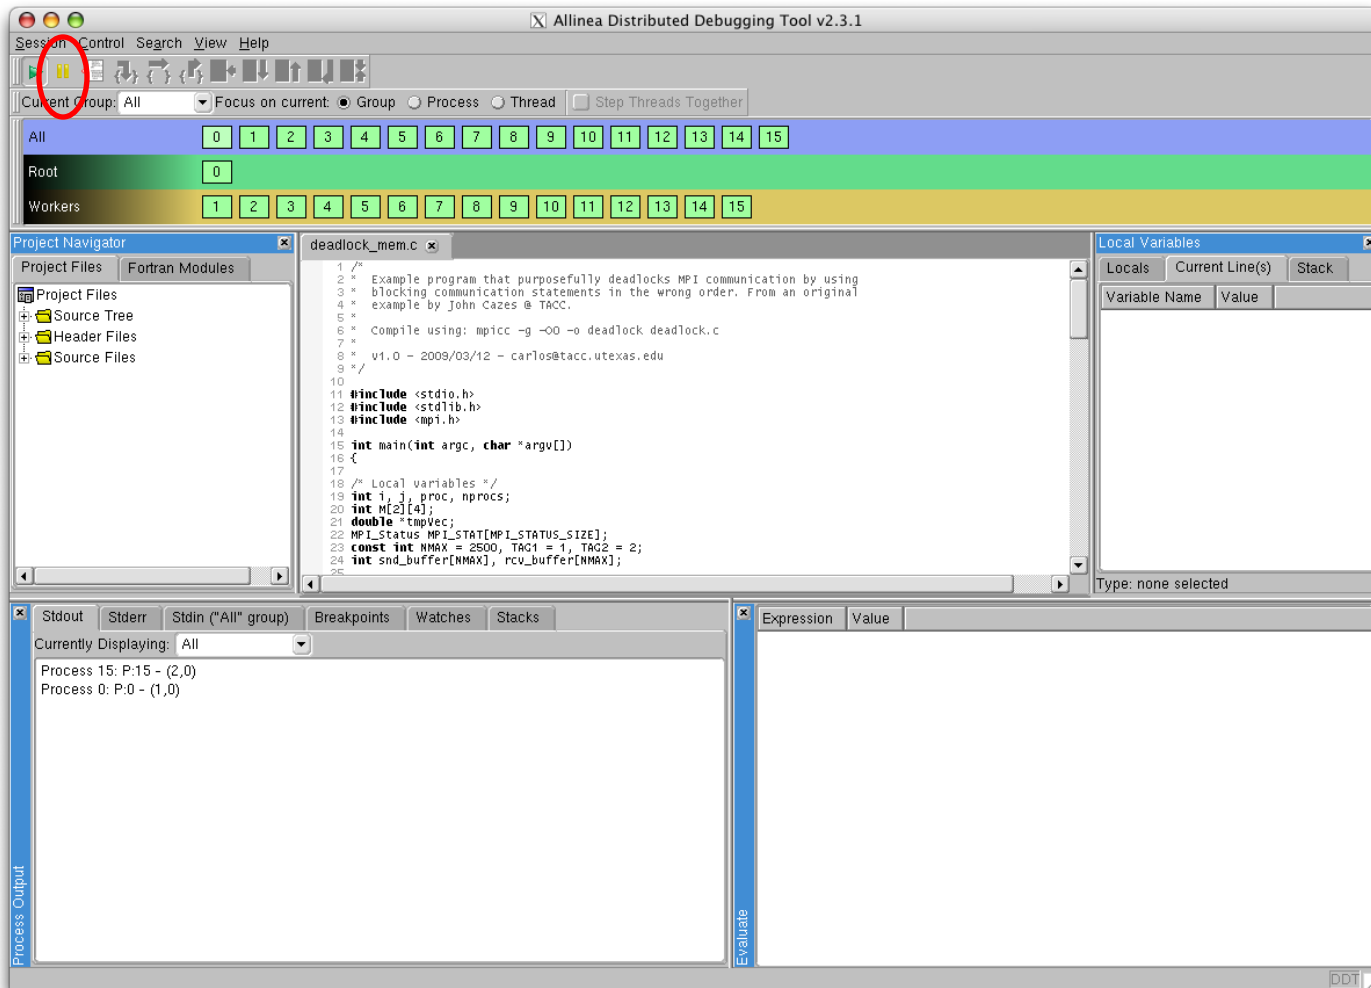 X Allinea Distributed Debugging Tool v2.3.1
Session Control Search View Help
Current Group: All Focus on current: Group Process Thread Step Threads Together
All 0 1 2 3 4 5 6 7 8 9 10 11 12 13 14 15
Root 0
Workers 1 2 3 4 5 6 7 8 9 10 11 12 13 14 15
Project Navigator
Project Files Fortran Modules
Project Files
Source Tree
Header Files
Source Files
deadlock_mem.c
1 /*
2 * Example program that purposefully deadlocks MPI communication by using
3 * blocking communication statements in the wrong order. From an original
4 * example by John Cazes @ TACC.
5 *
6 * Compile using: mpicc -g -O0 -o deadlock deadlock.c
7 *
8 * v1.0 - 2009/03/12 - carlos@tacc.utexas.edu
9 */
10
11 #include <stdio.h>
12 #include <stdlib.h>
13 #include <mpi.h>
14
15 int main(int argc, char *argv[])
16 {
17
18 /* Local variables */
19 int i, j, proc, nprocs;
20 int M[2][4];
21 double *tmpVec;
22 MPI_Status MPI_STAT[MPI_STATUS_SIZE];
23 const int NMAX = 2500, TAG1 = 1, TAG2 = 2;
24 int snd_buffer[NMAX], rcv_buffer[NMAX];
25
Local Variables
Locals Current Line(s) Stack
Variable Name Value
Type: none selected
Stdout Stderr Stdin ("All" group) Breakpoints Watches Stacks
Currently Displaying: All
Process 15: P:15 - (2,0)
Process 0: P:0 - (1,0)
Process Output
Expression Value
Evaluate
DDT